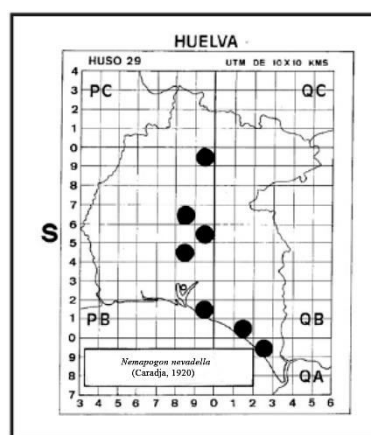 HUELVA
HUSO 29 UTM DE 10 X 10 KMS
4
PC QC
3
2
1
0
9
8
7
6
S
5
4
3
2
PB QB
1
0
9
Nemapogon nevadella
(Caradja, 1920)
QA
8
7
3 4 5 6 7 8 9 0 1 2 3 4 5 6